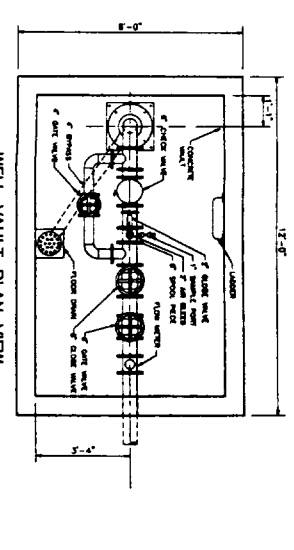 8'-0"
12'-0"
1'-1"
CONCRETE
VAULT
LADDER
6" CHECK VALVE
6" BYPASS
6" GATE VALVE
FLOOR DRAIN
2" GLOBE VALVE
2" AIR BLEED
1" SAMPLE PORT
6" SPOOL PIECE
FLOW METER
6" GATE VALVE
6" GLOBE VALVE
3'-4"
WELL VAULT PLAN VIEW